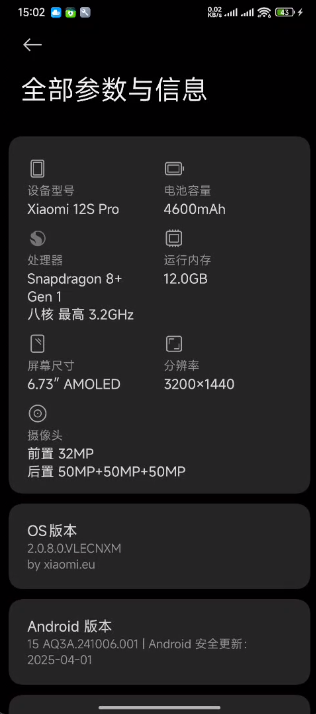 15:02
0.02
KB/s
43
全部参数与信息
设备型号
电池容量
Xiaomi 12S Pro
4600mAh
处理器
运行内存
Snapdragon 8+
Gen 1
12.0GB
八核 最高 3.2GHz
屏幕尺寸
分辨率
6.73” AMOLED
3200×1440
摄像头
前置 32MP
后置 50MP+50MP+50MP
OS版本
2.0.8.0.VLECNXM
by xiaomi.eu
Android 版本
15 AQ3A.241006.001 | Android 安全更新：
2025-04-01